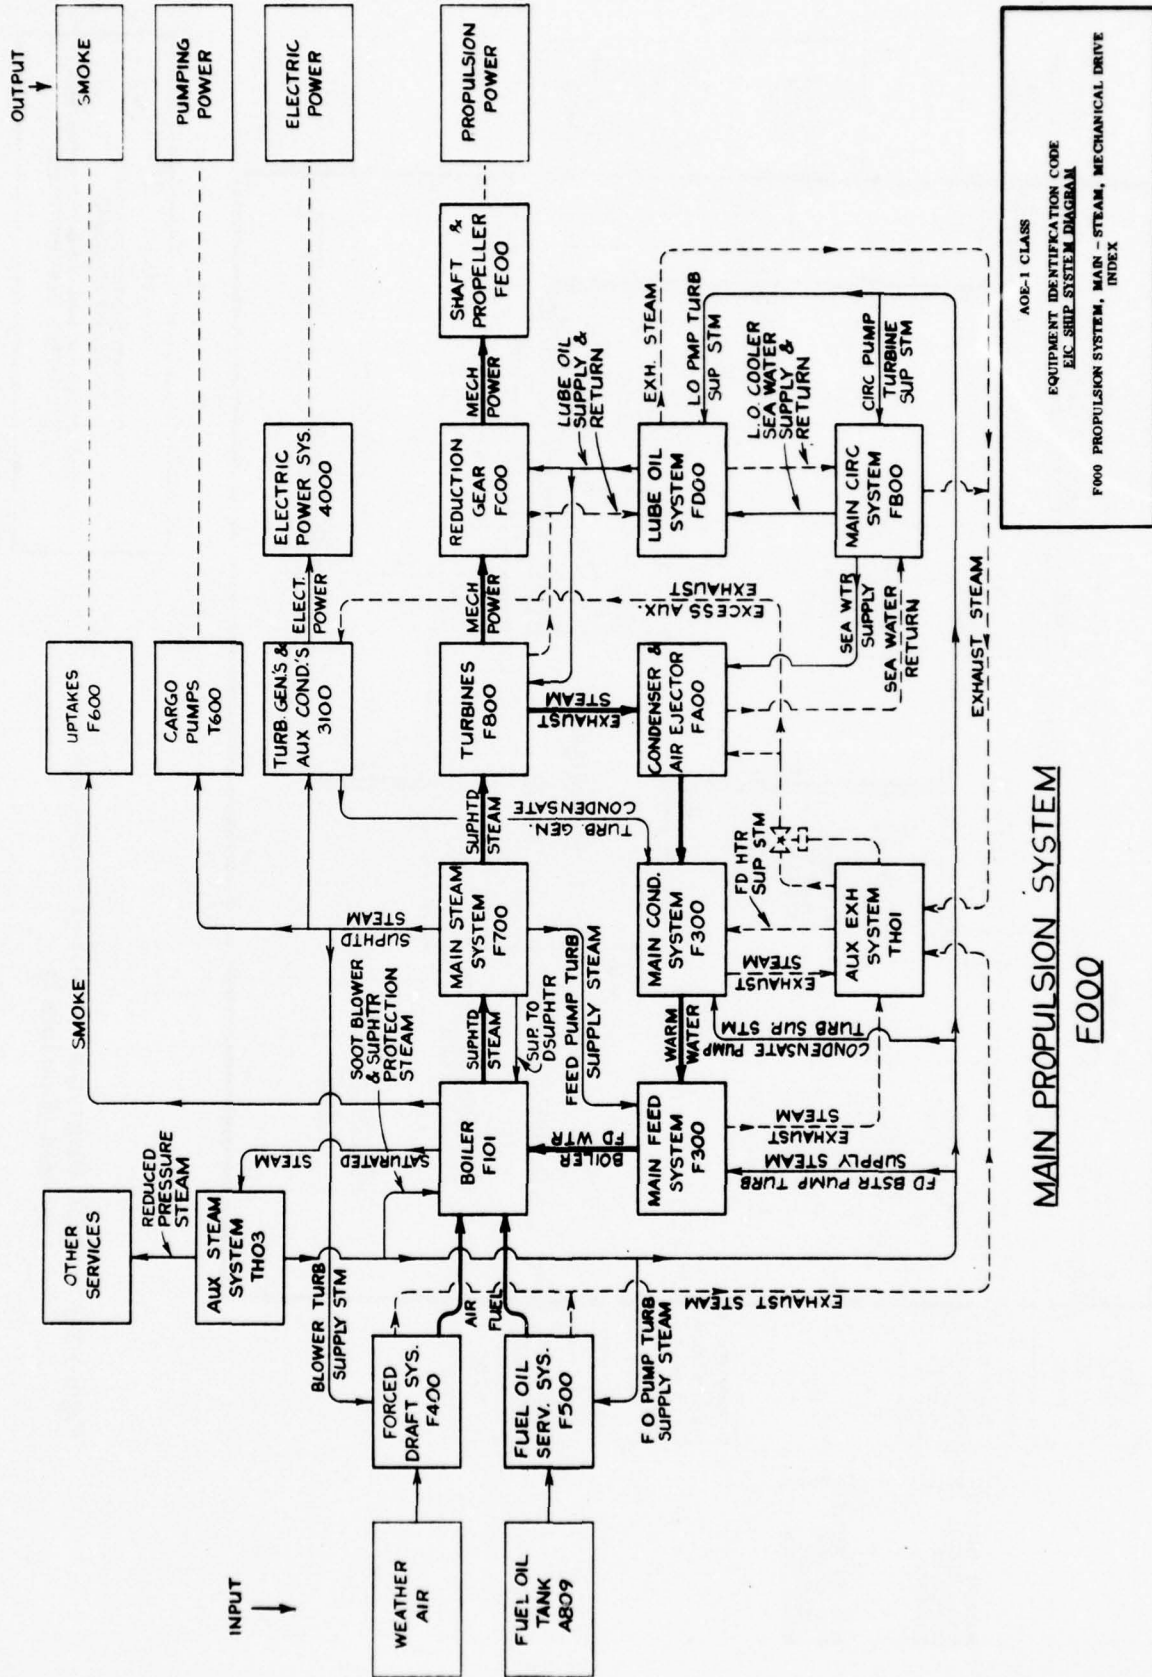 OUTPUT
SMOKE
PUMPING
POWER
ELECTRIC
POWER
PROPULSION
POWER
SHAFT &
PROPELLER
FE00
MECH
POWER
ELECTRIC
POWER SYS.
4000
ELECT.
POWER
REDUCTION
GEAR
FC00
LUBE OIL
SUPPLY &
RETURN
EXH. STEAM
LO PMP TURB
SUP STM
LUBE OIL
SYSTEM
FD00
L.O. COOLER
SEA WATER
SUPPLY &
RETURN
CIRC PUMP
TURBINE
SUP STM
MAIN CIRC
SYSTEM
FB00
UPTAKES
F600
CARGO
PUMPS
T600
TURB. GEN.'S &
AUX COND.'S
3100
MECH
POWER
TURBINES
F800
EXHAUST
STEAM
EXCESS AUX.
EXHAUST
CONDENSER &
AIR EJECTOR
FA00
SEA WTR
SUPPLY
SEA WATER
RETURN
EXHAUST STEAM
SMOKE
SUPHTD
STEAM
TURB. GEN.
CONDENSATE
SUPHTD
STEAM
MAIN STEAM
SYSTEM
F700
MAIN COND.
SYSTEM
F300
FD HTR
SUP STM
AUX EXH
SYSTEM
TH01
EXHAUST
STEAM
SOOT BLOWER
& SUPHTR
PROTECTION
STEAM
SUPHTD
STEAM
SUP. TO
DSUPHTR
FEED PUMP TURB
SUPPLY STEAM
WARM
WATER
CONDENSATE PUMP
TURB SUP. STM
REDUCED
PRESSURE
STEAM
SATURATED
STEAM
BOILER
F101
BOILER
FD WTR
MAIN FEED
SYSTEM
F300
EXHAUST
STEAM
FD BSTR PUMP TURB
SUPPLY STEAM
OTHER
SERVICES
AUX STEAM
SYSTEM
TH03
BLOWER TURB
SUPPLY STM
AIR
FUEL
EXHAUST STEAM
FORCED
DRAFT SYS.
F400
FUEL OIL
SERV. SYS.
F500
F O PUMP TURB
SUPPLY STEAM
INPUT
WEATHER
AIR
FUEL OIL
TANK
A809
MAIN PROPULSION SYSTEM
F000
AOE-1 CLASS
EQUIPMENT IDENTIFICATION CODE
EIC SHIP SYSTEM DIAGRAM
F000 PROPULSION SYSTEM, MAIN - STEAM, MECHANICAL DRIVE
INDEX